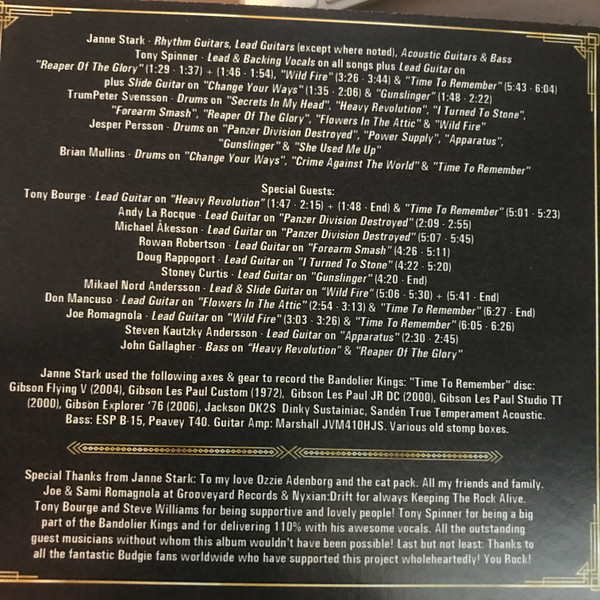 Janne Stark - Rhythm Guitars, Lead Guitars (except where noted), Acoustic Guitars & Bass
Tony Spinner - Lead & Backing Vocals on all songs plus Lead Guitar on
"Reaper Of The Glory" (1:29 - 1:37) + (1:46 - 1:54), "Wild Fire" (3:26 - 3:44) & "Time To Remember" (5:43 - 6:04)
plus Slide Guitar on "Change Your Ways" (1:35 - 2:06) & "Gunslinger" (1:48 - 2:22)
TrumPeter Svensson - Drums on "Secrets In My Head", "Heavy Revolution", "I Turned To Stone",
"Forearm Smash", "Reaper Of The Glory", "Flowers In The Attic" & "Wild Fire"
Jesper Persson - Drums on "Panzer Division Destroyed", "Power Supply", "Apparatus",
"Gunslinger" & "She Used Me Up"
Brian Mullins - Drums on "Change Your Ways", "Crime Against The World" & "Time To Remember"
Special Guests:
Tony Bourge - Lead Guitar on "Heavy Revolution" (1:47 - 2:15) + (1:48 - End) & "Time To Remember" (5:01 - 5:23)
Andy La Rocque - Lead Guitar on "Panzer Division Destroyed" (2:09 - 2:55)
Michael Åkesson - Lead Guitar on "Panzer Division Destroyed" (5:07 - 5:45)
Rowan Robertson - Lead Guitar on "Forearm Smash" (4:26 - 5:11)
Doug Rappoport - Lead Guitar on "I Turned To Stone" (4:22 - 5:20)
Stoney Curtis - Lead Guitar on "Gunslinger" (4:20 - End)
Mikael Nord Andersson - Lead & Slide Guitar on "Wild Fire" (5:06 - 5:30) + (5:41 - End)
Don Mancuso - Lead Guitar on "Flowers In The Attic" (2:54 - 3:13) & "Time To Remember" (6:27 - End)
Joe Romagnola - Lead Guitar on "Wild Fire" (3:03 - 3:26) & "Time To Remember" (6:05 - 6:26)
Steven Kautzky Andersson - Lead Guitar on "Apparatus" (2:30 - 2:45)
John Gallagher - Bass on "Heavy Revolution" & "Reaper Of The Glory"
Janne Stark used the following axes & gear to record the Bandolier Kings: "Time To Remember" disc:
Gibson Flying V (2004), Gibson Les Paul Custom (1972), Gibson Les Paul JR DC (2000), Gibson Les Paul Studio TT
(2000), Gibson Explorer '76 (2006), Jackson DK2S Dinky Sustainiac, Sandén True Temperament Acoustic.
Bass: ESP B-15, Peavey T40. Guitar Amp: Marshall JVM410HJS. Various old stomp boxes.
Special Thanks from Janne Stark: To my love Ozzie Adenborg and the cat pack. All my friends and family.
Joe & Sami Romagnola at Grooveyard Records & Nyxian:Drift for always Keeping The Rock Alive.
Tony Bourge and Steve Williams for being supportive and lovely people! Tony Spinner for being a big
part of the Bandolier Kings and for delivering 110% with his awesome vocals. All the outstanding
guest musicians without whom this album wouldn't have been possible! Last but not least: Thanks to
all the fantastic Budgie fans worldwide who have supported this project wholeheartedly! You Rock!